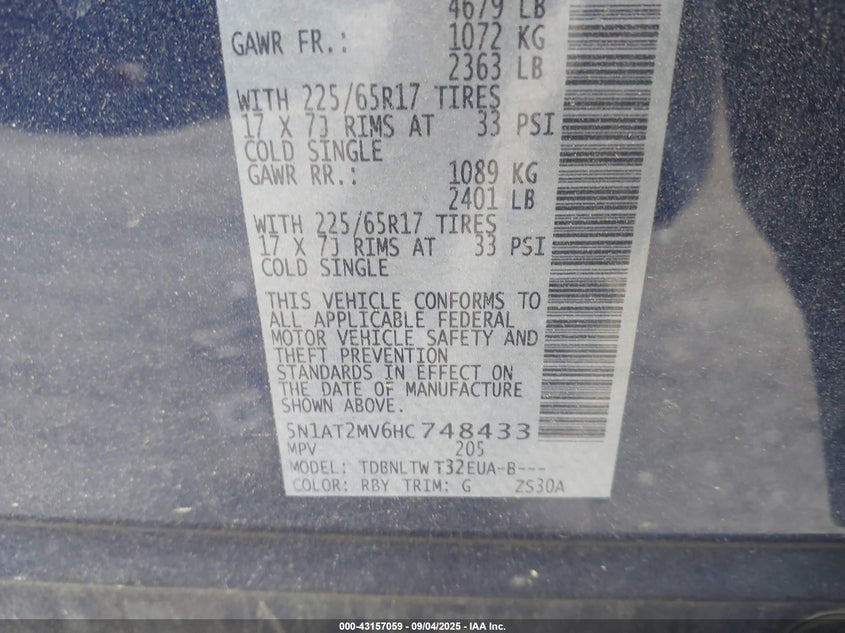 4679 LB
GAWR FR.: 1072 KG
2363 LB
WITH 225/65R17 TIRES
17 X 7J RIMS AT 33 PSI
COLD SINGLE
GAWR RR.: 1089 KG
2401 LB
WITH 225/65R17 TIRES
17 X 7J RIMS AT 33 PSI
COLD SINGLE
THIS VEHICLE CONFORMS TO
ALL APPLICABLE FEDERAL
MOTOR VEHICLE SAFETY AND
THEFT PREVENTION
STANDARDS IN EFFECT ON
THE DATE OF MANUFACTURE
SHOWN ABOVE.
5N1AT2MV6HC748433
MPV 205
MODEL: TDBNLTWT32EUA-B---
COLOR: RBY TRIM: G ZS30A
000-43157059 - 09/04/2025 - IAA Inc.